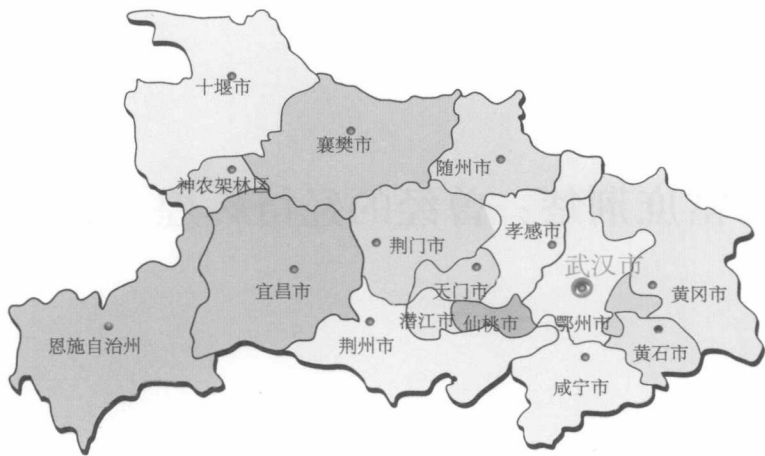 十堰市
襄樊市
随州市
神农架林区
孝感市
荆门市
武汉市
宜昌市
天门市
黄冈市
潜江市
仙桃市
鄂州市
恩施自治州
荆州市
黄石市
咸宁市